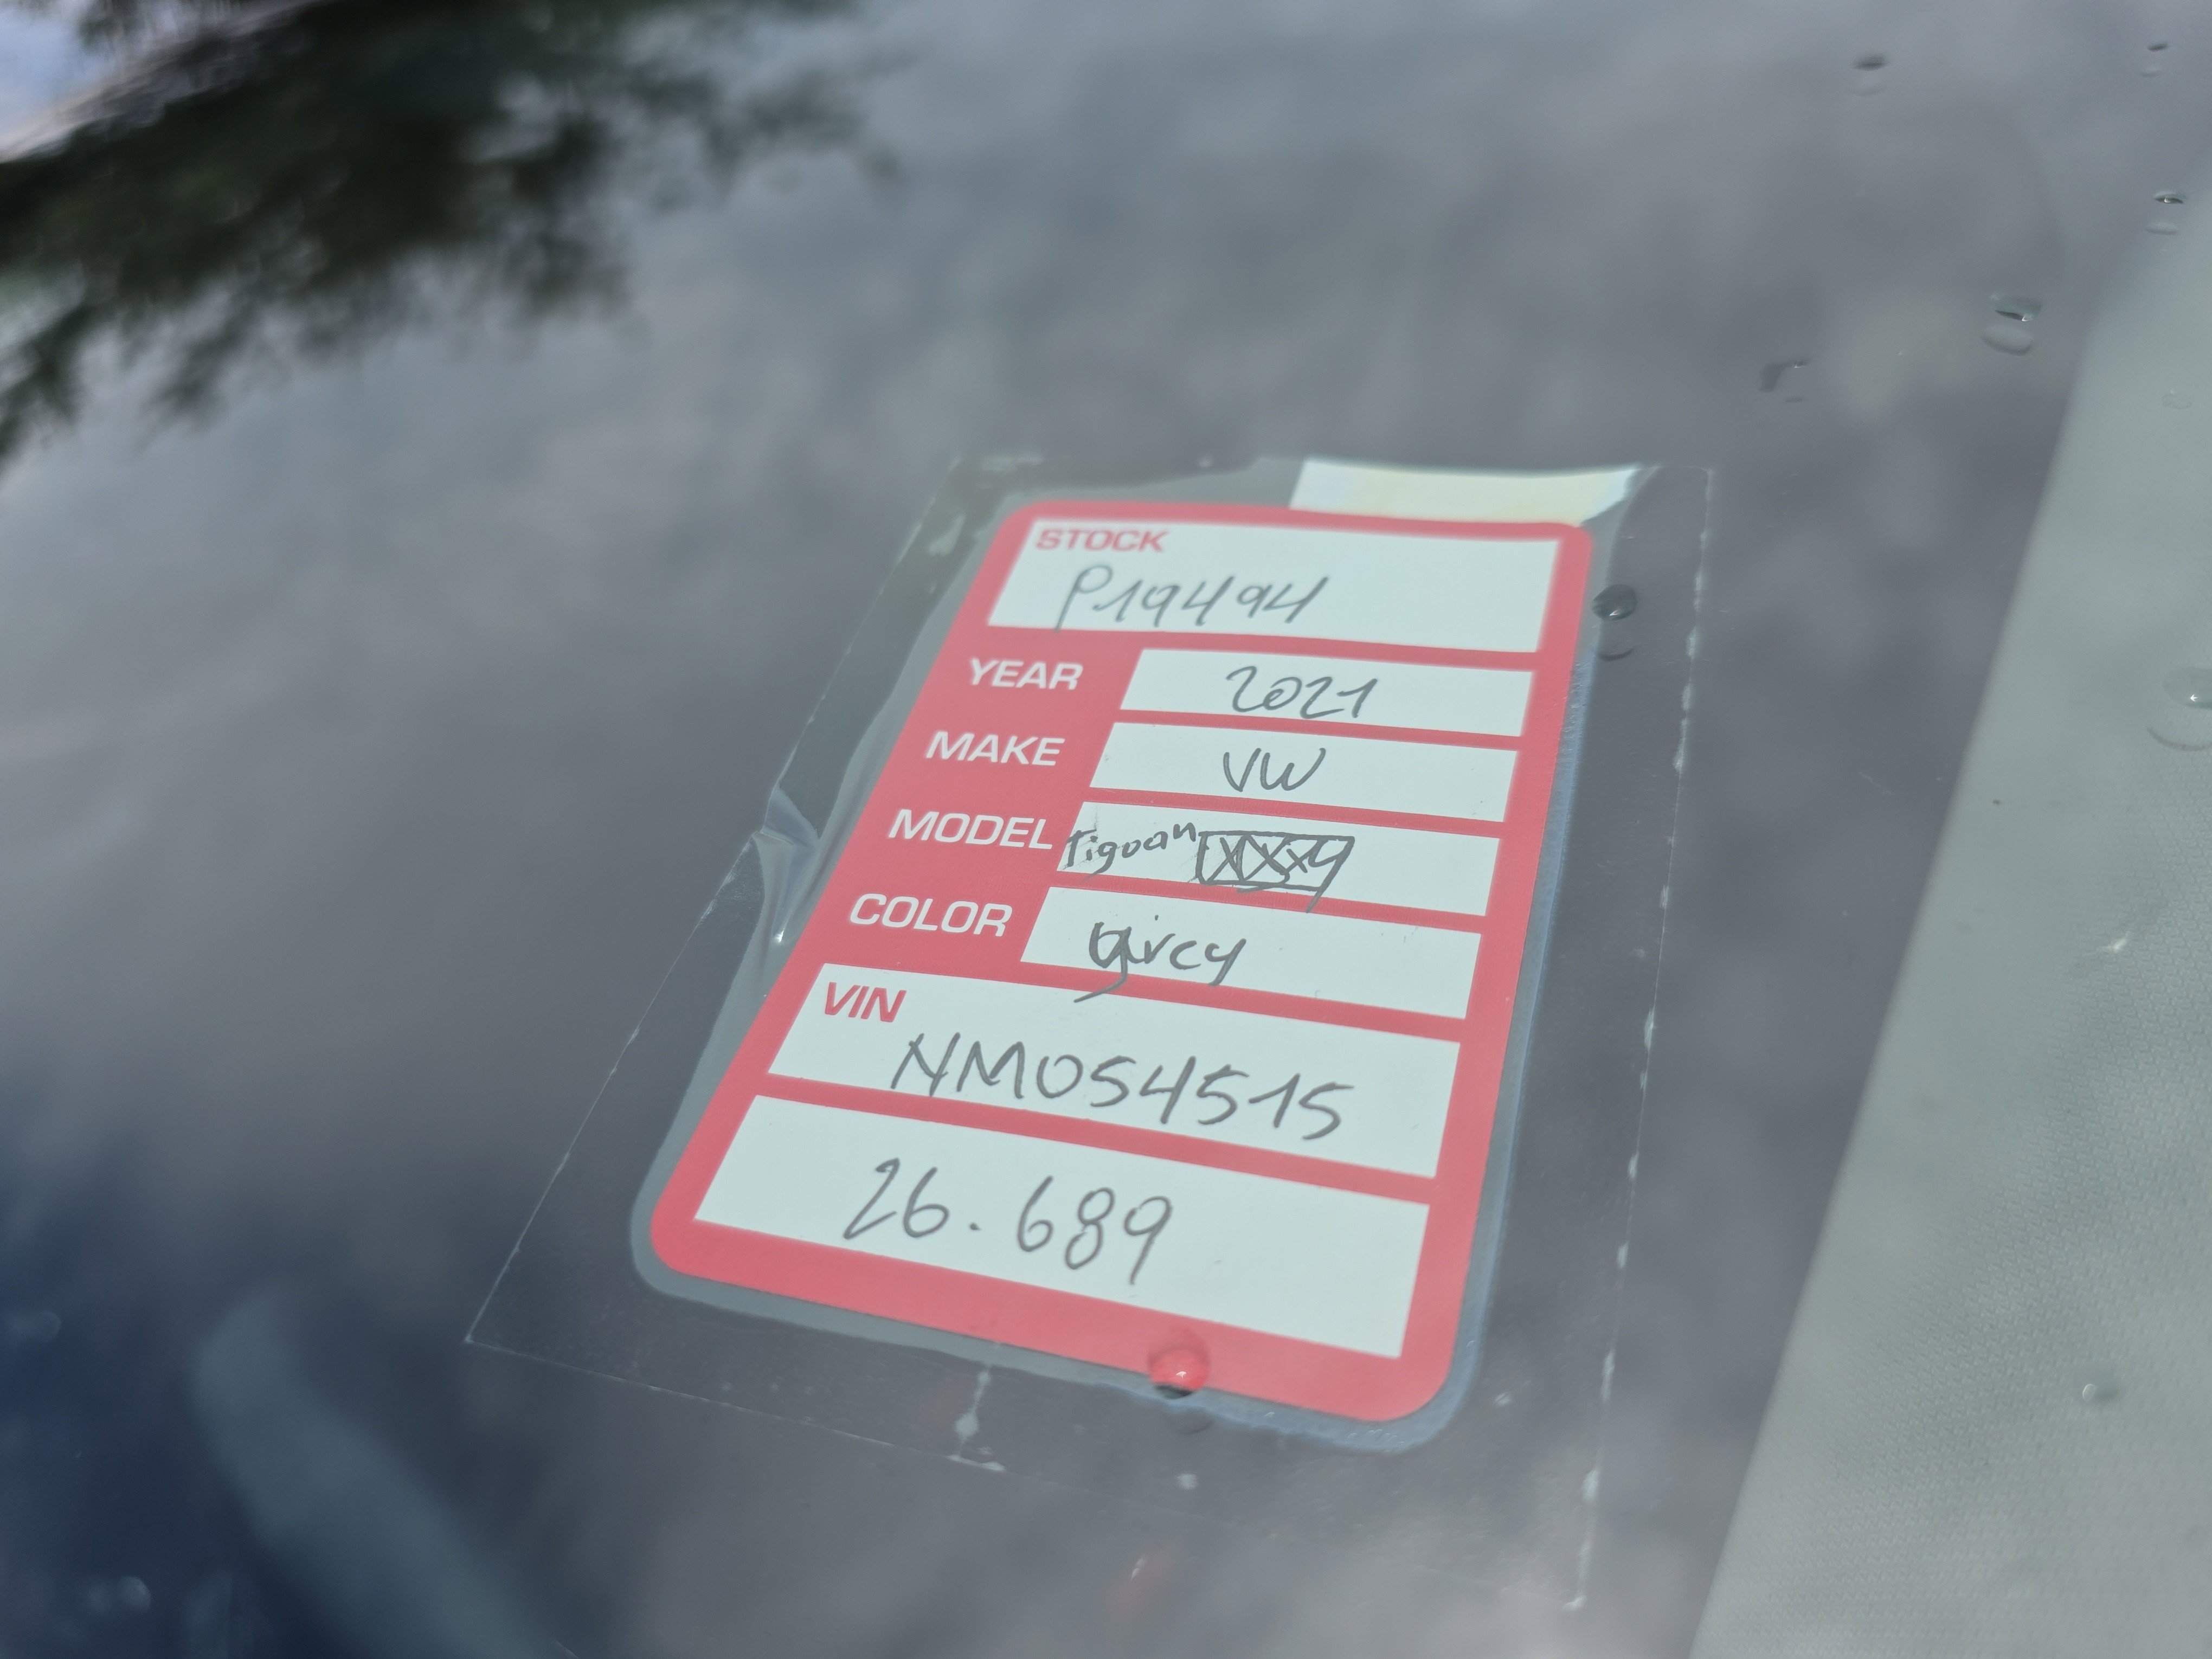 STOCK
P19494
YEAR 2021
MAKE VW
MODEL Tiguan
COLOR grey
VIN
NM054515
26.689